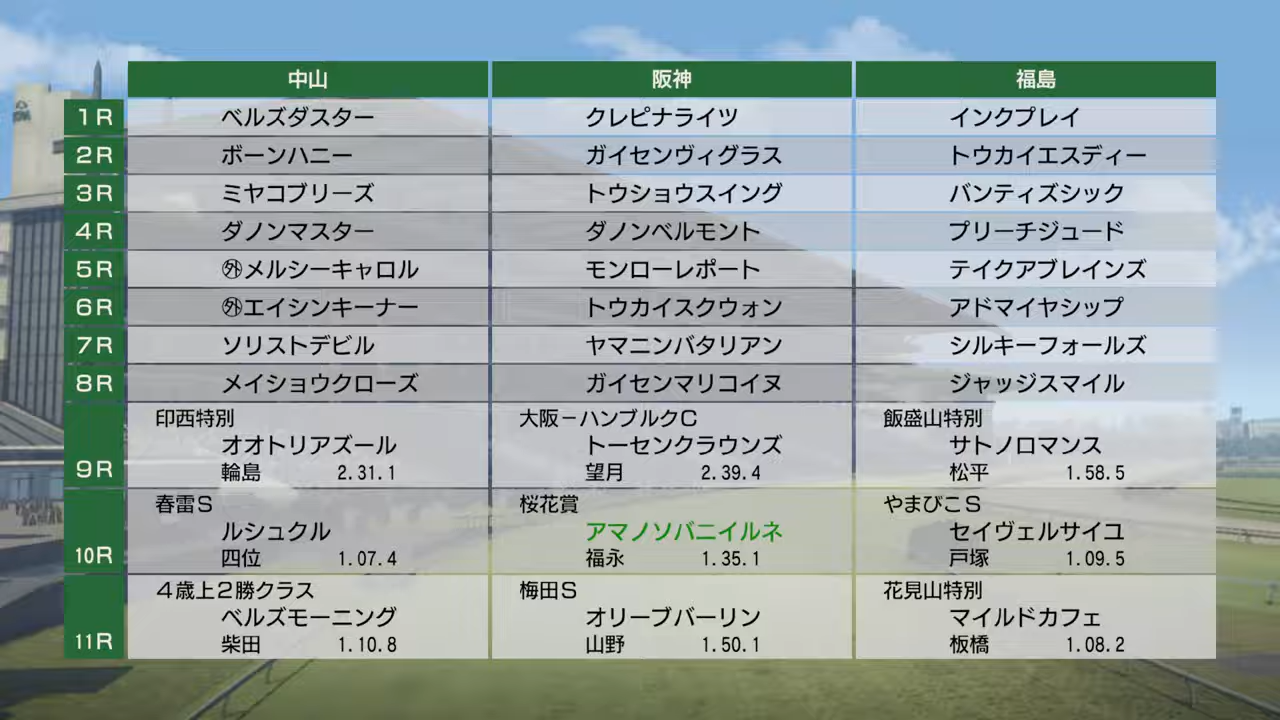 中山 阪神 福島
1R ベルズダスター クレピナライツ インクプレイ
2R ボーンハニー ガイセンヴィグラス トウカイエスディー
3R ミヤコブリーズ トウショウスイング バンティズシック
4R ダノンマスター ダノンベルモント プリーチジュード
5R ㊕メルシーキャロル モンローレポート テイクアブレインズ
6R ㊕エイシンキーナー トウカイスクウォン アドマイヤシップ
7R ソリストデビル ヤマニンバタリアン シルキーフォールズ
8R メイショウクローズ ガイセンマリコイヌ ジャッジスマイル
印西特別 大阪－ハンブルクC 飯盛山特別
オオトリアズール トーセンクラウンズ サトノロマンス
9R 輪島 2.31.1 望月 2.39.4 松平 1.58.5
春雷S 桜花賞 やまびこS
ルシュクル アマノソバニイルネ セイヴェルサイユ
10R 四位 1.07.4 福永 1.35.1 戸塚 1.09.5
4歳上2勝クラス 梅田S 花見山特別
ベルズモーニング オリーブバーリン マイルドカフェ
11R 柴田 1.10.8 山野 1.50.1 板橋 1.08.2